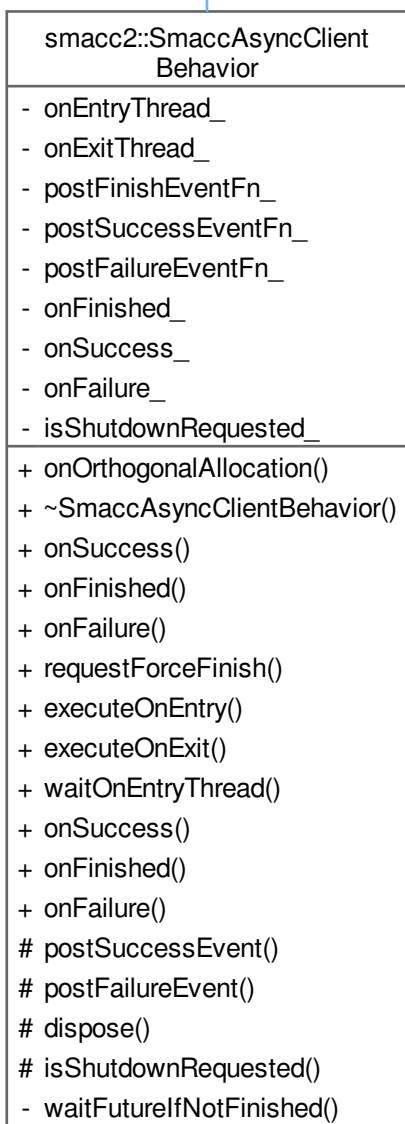 smacc2::SmaccAsyncClient
Behavior
- onEntryThread_
- onExitThread_
- postFinishEventFn_
- postSuccessEventFn_
- postFailureEventFn_
- onFinished_
- onSuccess_
- onFailure_
- isShutdownRequested_
+ onOrthogonalAllocation()
+ ~SmaccAsyncClientBehavior()
+ onSuccess()
+ onFinished()
+ onFailure()
+ requestForceFinish()
+ executeOnEntry()
+ executeOnExit()
+ waitOnEntryThread()
+ onSuccess()
+ onFinished()
+ onFailure()
# postSuccessEvent()
# postFailureEvent()
# dispose()
# isShutdownRequested()
- waitFutureIfNotFinished()